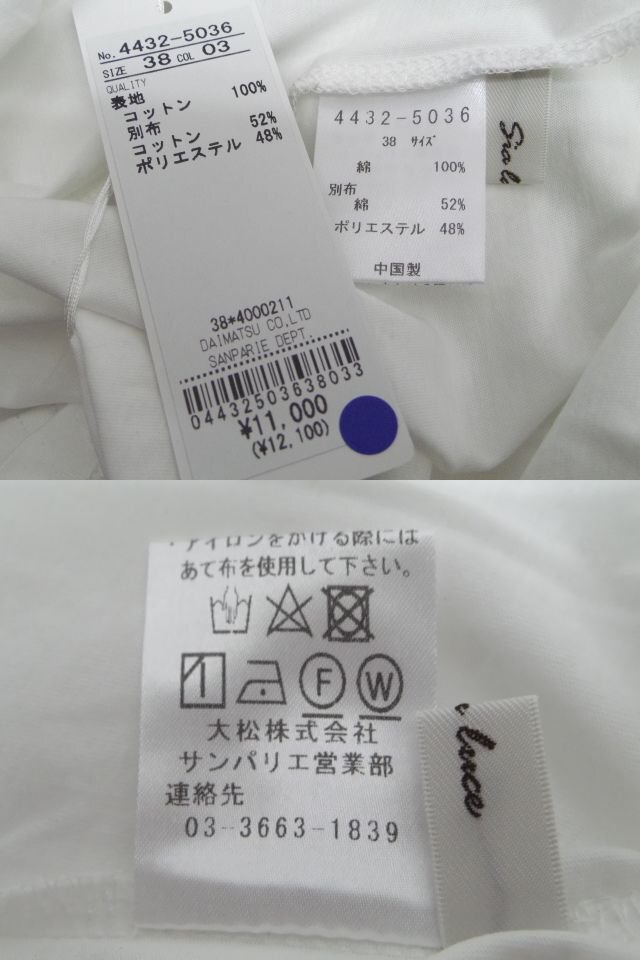 No. 4432-5036
SIZE 38 COL 03
QUALITY
表地
コットン 100%
別布
コットン 52%
ポリエステル 48%
38*4000211
DAIMATSU CO,LTD
SANPARIE DEPT.
0443250363803３
¥11,000
(¥12,100)
4432-5036
38 サイズ
綿 100%
別布
綿 52%
ポリエステル 48%
中国製
・アイロンをかける際には
あて布を使用して下さい。
F W
大松株式会社
サンパリエ営業部
連絡先
03-3663-1839
luce